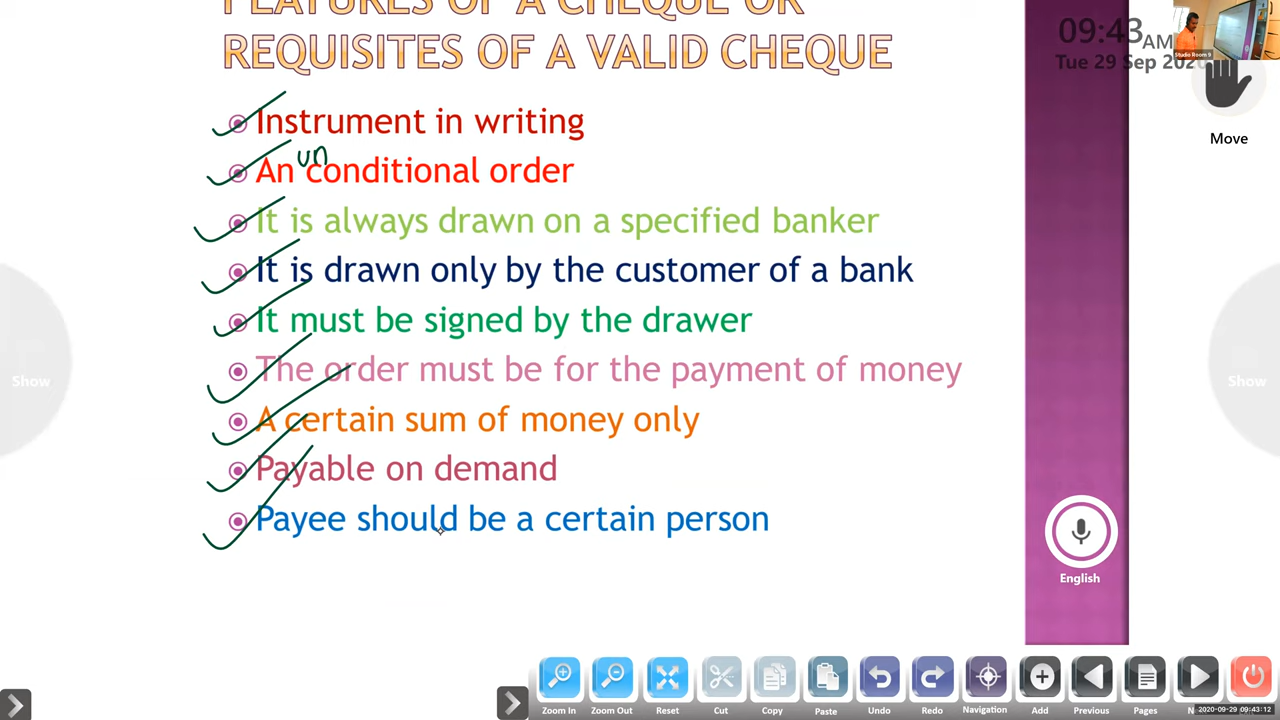 FEATURES OF A CHEQUE OR
REQUISITES OF A VALID CHEQUE
09:43 AM
Tue 29 Sep 2020
Studio Room 9
Move
Instrument in writing
un
An conditional order
It is always drawn on a specified banker
It is drawn only by the customer of a bank
It must be signed by the drawer
The order must be for the payment of money
A certain sum of money only
Payable on demand
Payee should be a certain person
Show
Show
English
Zoom In Zoom Out Reset Cut Copy Paste Undo Redo Navigation Add Previous Pages
2020-09-29 09:43:12